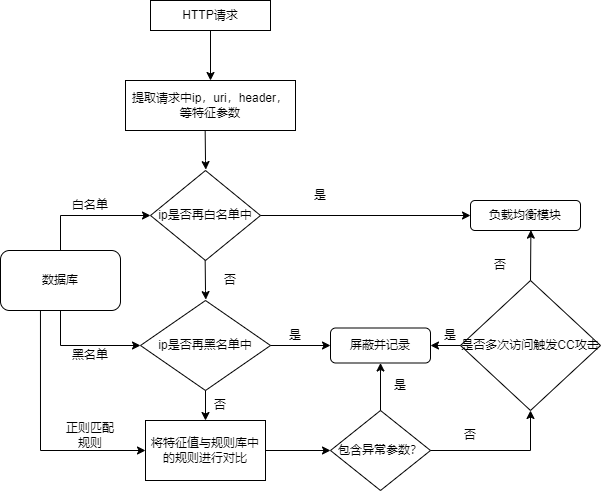 HTTP请求
提取请求中ip，uri，header，
等特征参数
白名单
ip是否再白名单中
是
负载均衡模块
数据库
否
否
黑名单
ip是否再黑名单中
是
屏蔽并记录
是
是否多次访问触发CC攻击
否
是
正则匹配
规则
将特征值与规则库中
的规则进行对比
包含异常参数?
否